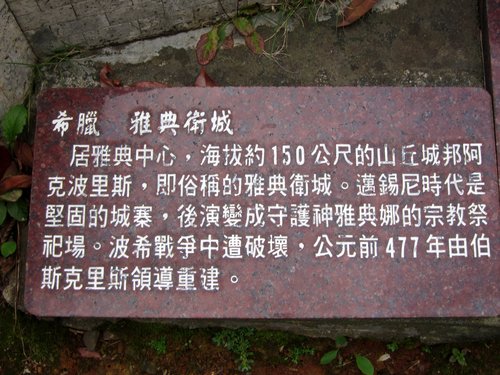 希臘　雅典衛城
居雅典中心，海拔約150公尺的山丘城邦阿
克波里斯，即俗稱的雅典衛城。邁錫尼時代是
堅固的城寨，後演變成守護神雅典娜的宗教祭
祀場。波希戰爭中遭破壞，公元前477年由伯
斯克里斯領導重建。